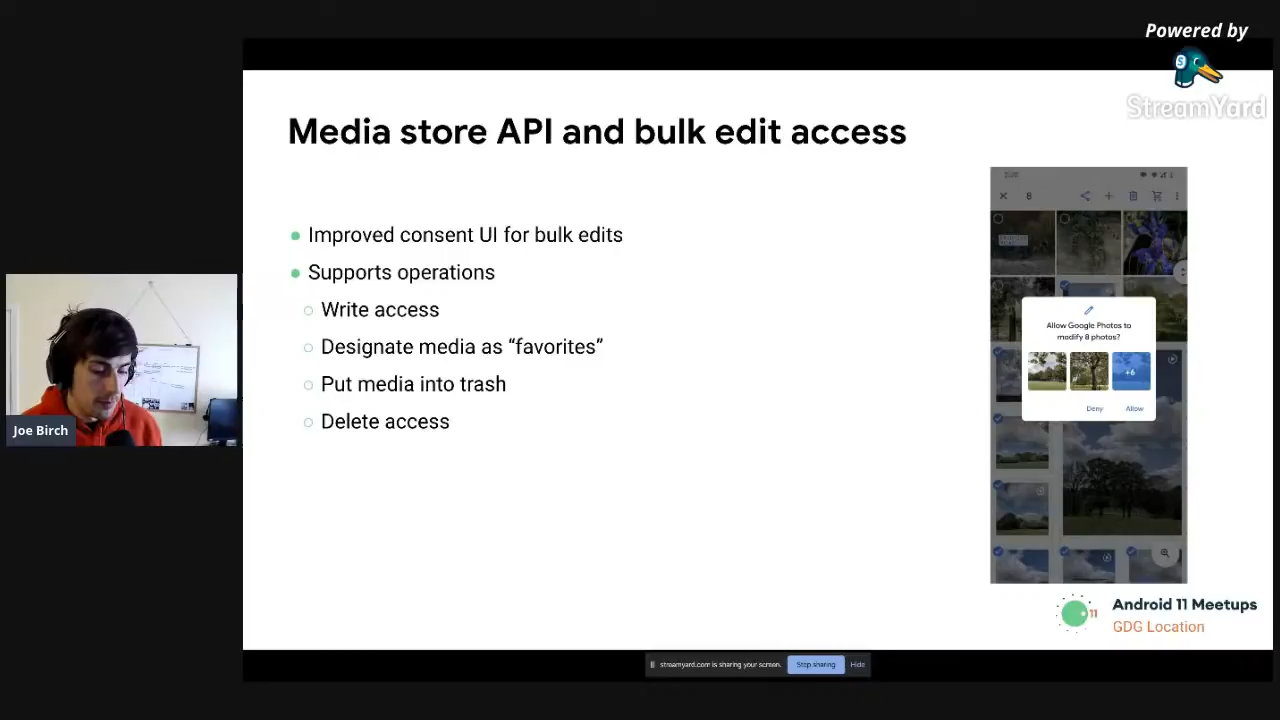 Powered by
StreamYard
Media store API and bulk edit access
Improved consent UI for bulk edits
Supports operations
Write access
Designate media as “favorites”
Put media into trash
Delete access
8
Allow Google Photos to
modify 8 photos?
+6
Deny
Allow
Joe Birch
11
Android 11 Meetups
GDG Location
streamyard.com is sharing your screen.
Stop sharing
Hide